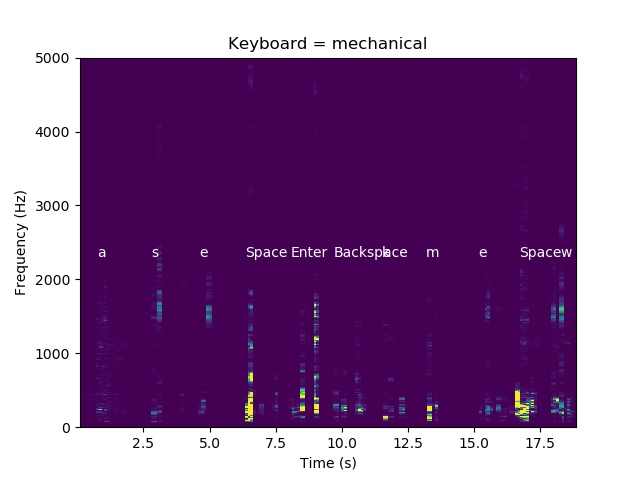 Keyboard = mechanical
5000
4000
3000
a s e Space Enter Backspace k m e Space w
2000
1000
0
Frequency (Hz)
2.5 5.0 7.5 10.0 12.5 15.0 17.5
Time (s)